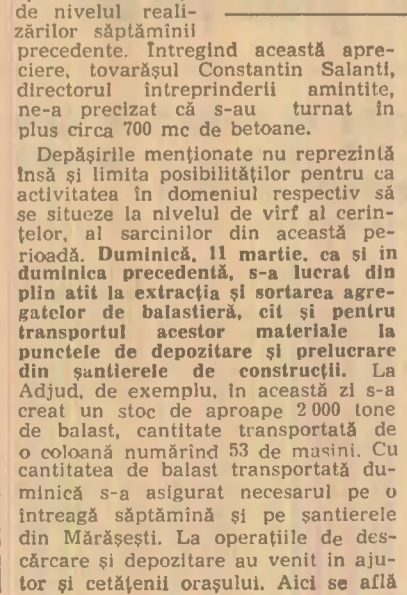 de nivelul reali-
zărilor săptămînii
precedente. Întregind această apre-
ciere, tovarășul Constantin Salanti,
directorul întreprinderii amintite,
ne-a precizat că s-au turnat în
plus circa 700 mc de betoane.
Depășirile menționate nu reprezintă
însă și limita posibilităților pentru ca
activitatea în domeniul respectiv să
se situeze la nivelul de vîrf al cerin-
țelor, al sarcinilor din această pe-
rioadă. Duminică, 11 martie, ca și in
duminica precedentă, s-a lucrat din
plin atît la extracția și sortarea agre-
gatelor de balastieră, cît și pentru
transportul acestor materiale la
punctele de depozitare și prelucrare
din șantierele de construcții. La
Adjud, de exemplu, în această zi s-a
creat un stoc de aproape 2 000 tone
de balast, cantitate transportată de
o coloană numărînd 53 de mașini. Cu
cantitatea de balast transportată du-
minică s-a asigurat necesarul pe o
întreagă săptămînă și pe șantierele
din Mărășești. La operațiile de des-
cărcare și depozitare au venit în aju-
tor și cetățenii orașului. Aici se află